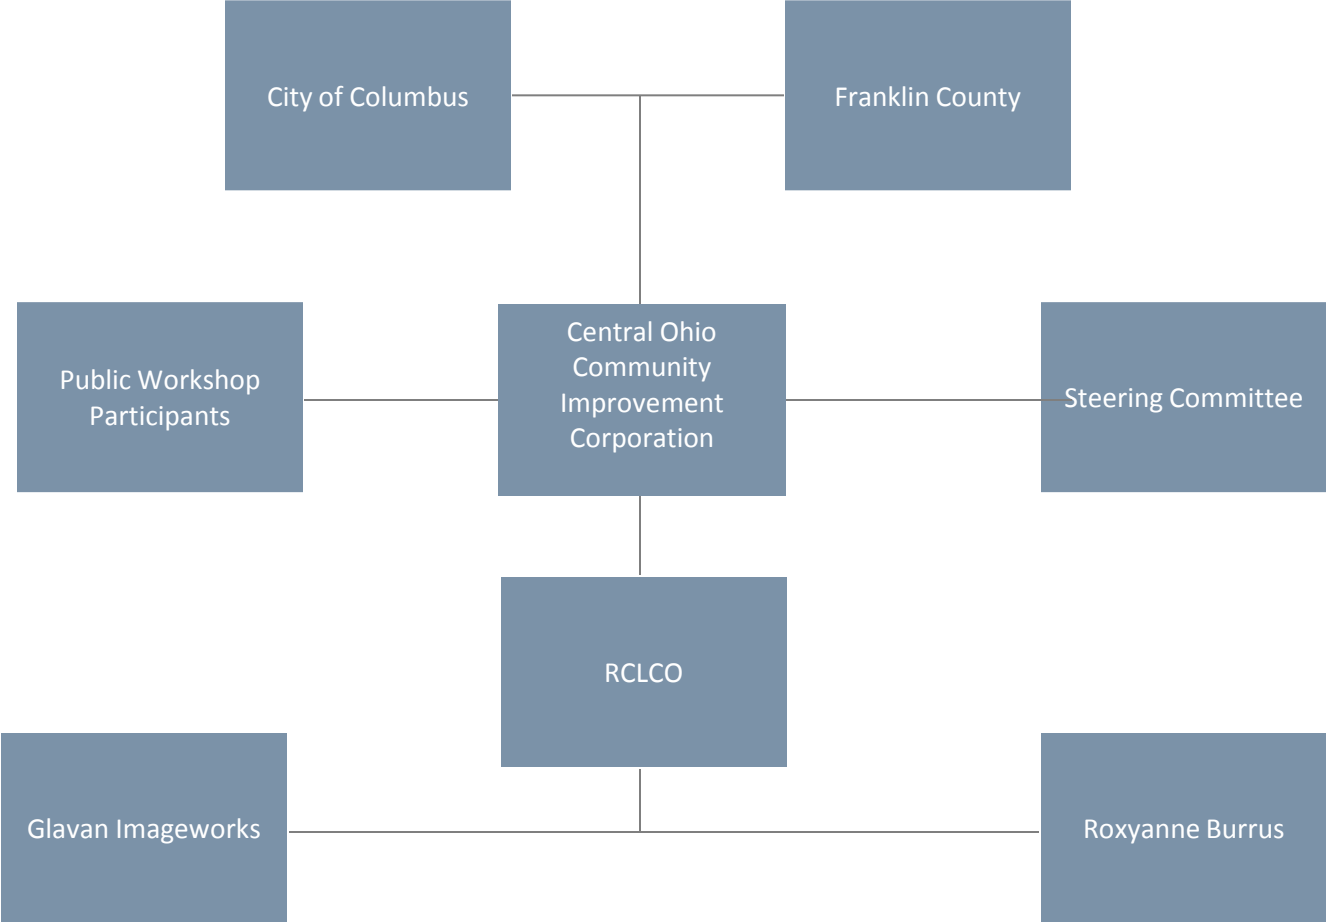 City of Columbus
Franklin County
Public Workshop
Participants
Central Ohio
Community
Improvement
Corporation
Steering Committee
RCLCO
Glavan Imageworks
Roxyanne Burrus